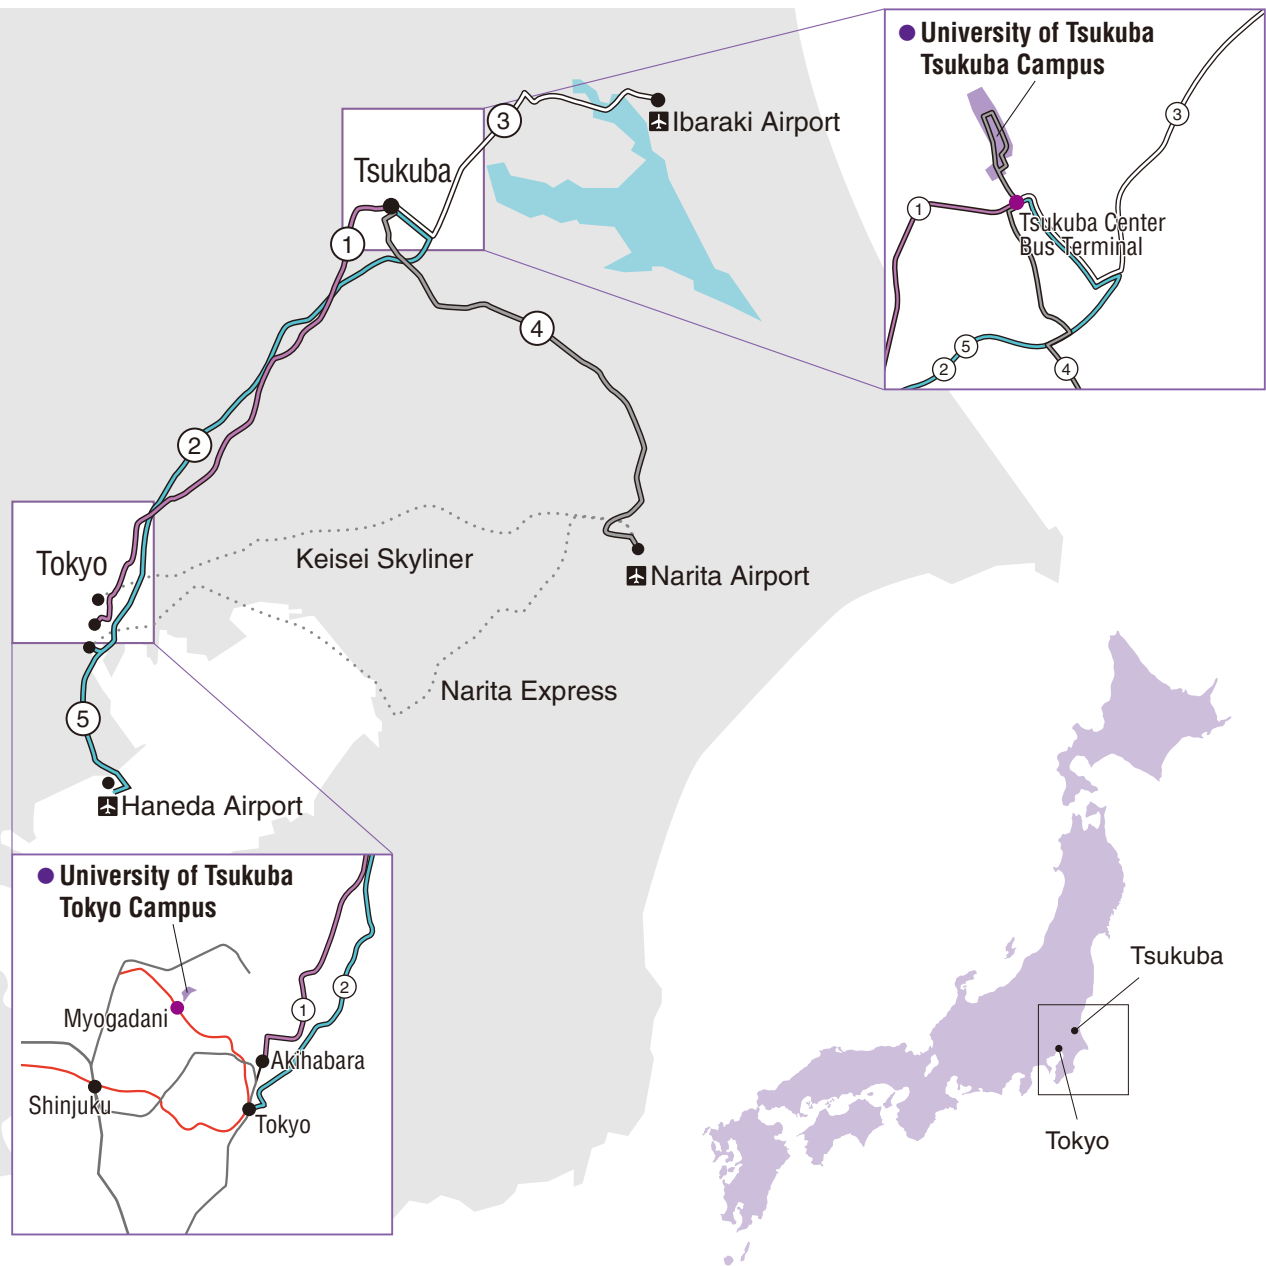 University of Tsukuba
Tsukuba Campus
3
1
Tsukuba Center
Bus Terminal
5
2
4
Ibaraki Airport
3
Tsukuba
1
4
2
Tokyo
Keisei Skyliner
Narita Airport
Narita Express
5
Haneda Airport
University of Tsukuba
Tokyo Campus
2
1
Myogadani
Akihabara
Shinjuku
Tokyo
Tsukuba
Tokyo